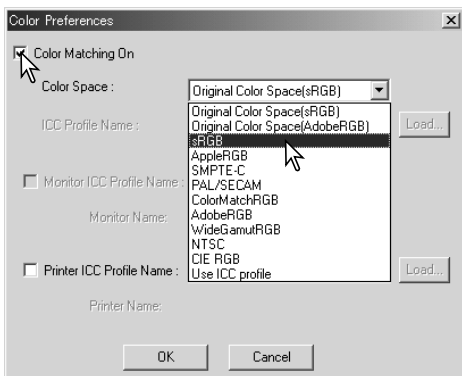 Color Preferences
Color Matching On
Color Space :
Original Color Space(sRGB)
Original Color Space(sRGB)
Original Color Space(AdobeRGB)
sRGB
AppleRGB
SMPTE-C
PAL/SECAM
ColorMatchRGB
AdobeRGB
WideGamutRGB
NTSC
CIE RGB
Use ICC profile
ICC Profile Name :
Load...
Monitor ICC Profile Name :
Monitor Name:
Printer ICC Profile Name :
Load...
Printer Name:
OK
Cancel